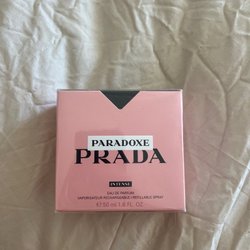 PARADOXE
PRADA
INTENSE
EAU DE PARFUM
VAPORISATEUR RECHARGEABLE / REFILLABLE SPRAY
℮ 50 ml 1.6 FL. OZ